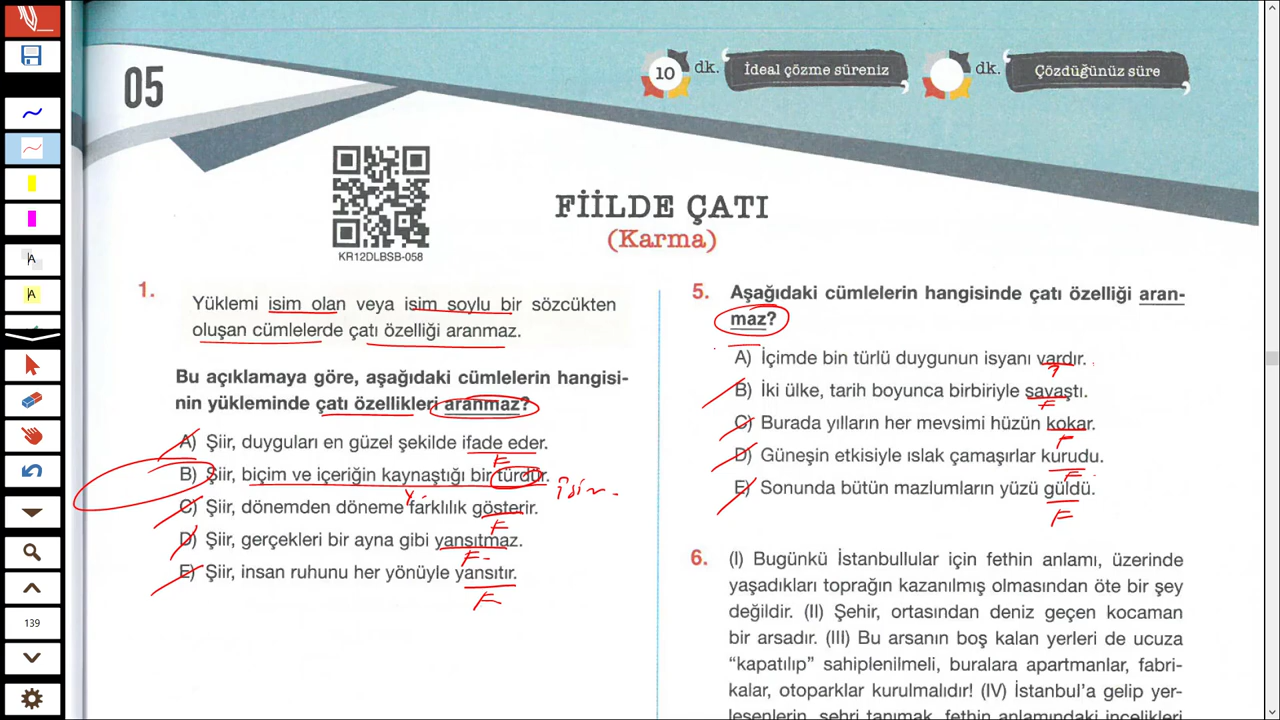 05
10
dk.
İdeal çözme süreniz
dk.
Çözdüğünüz süre
KR12DLBSB-058
FİİLDE ÇATI
(Karma)
1.
Yüklemi isim olan veya isim soylu bir sözcükten
oluşan cümlelerde çatı özelliği aranmaz.
Bu açıklamaya göre, aşağıdaki cümlelerin hangisi-
nin yükleminde çatı özellikleri aranmaz?
A) Şiir, duyguları en güzel şekilde ifade eder.
F
B) Şiir, biçim ve içeriğin kaynaştığı bir türdür.
isim.
Y.
C) Şiir, dönemden döneme farklılık gösterir.
F
D) Şiir, gerçekleri bir ayna gibi yansıtmaz.
F
E) Şiir, insan ruhunu her yönüyle yansıtır.
F
5.
Aşağıdaki cümlelerin hangisinde çatı özelliği aran-
maz?
A) İçimde bin türlü duygunun isyanı vardır.
B) İki ülke, tarih boyunca birbiriyle savaştı.
F
C) Burada yılların her mevsimi hüzün kokar.
F
D) Güneşin etkisiyle ıslak çamaşırlar kurudu.
F
E) Sonunda bütün mazlumların yüzü güldü.
F
6.
(I) Bugünkü İstanbullular için fethin anlamı, üzerinde
yaşadıkları toprağın kazanılmış olmasından öte bir şey
değildir. (II) Şehir, ortasından deniz geçen kocaman
bir arsadır. (III) Bu arsanın boş kalan yerleri de ucuza
“kapatılıp” sahiplenilmeli, buralara apartmanlar, fabri-
kalar, otoparklar kurulmalıdır! (IV) İstanbul’a gelip yer-
leşenlerin, şehri tanımak, fethin anlamındaki incelikleri
A
A
139